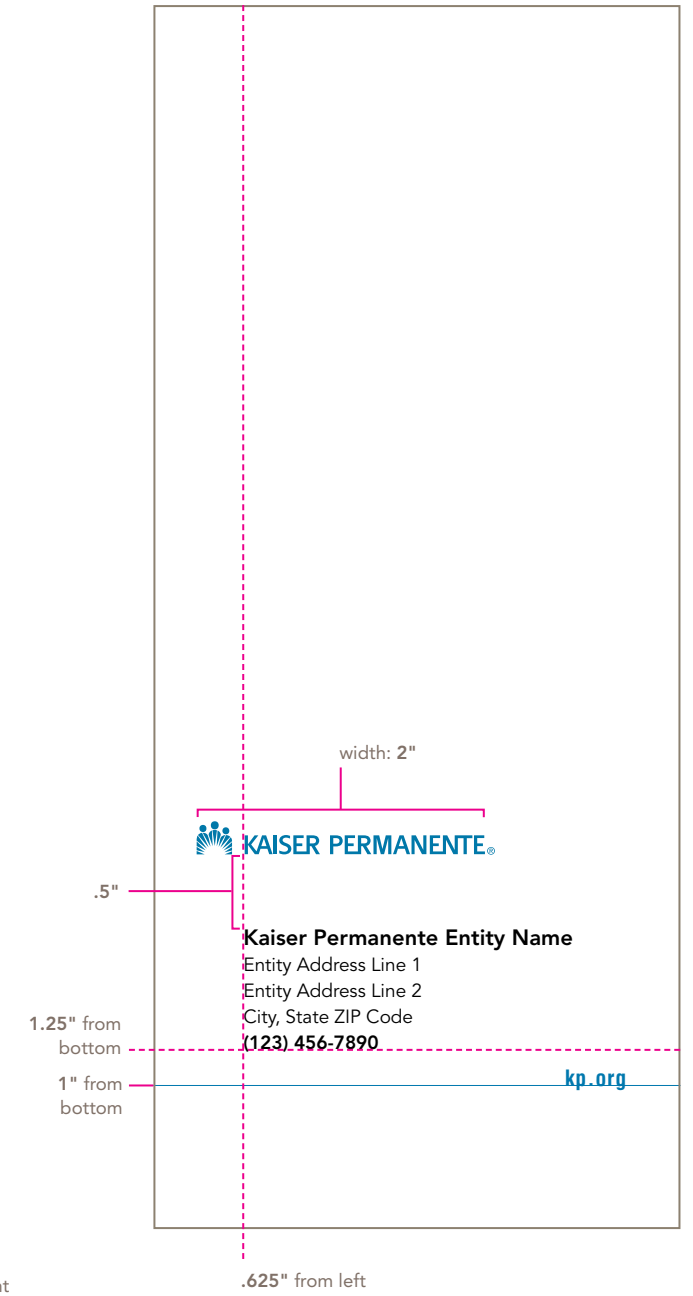 width: 2"
KAISER PERMANENTE®
.5"
Kaiser Permanente Entity Name
Entity Address Line 1
Entity Address Line 2
City, State ZIP Code
(123) 456-7890
1.25" from
bottom
kp.org
1" from
bottom
.625" from left